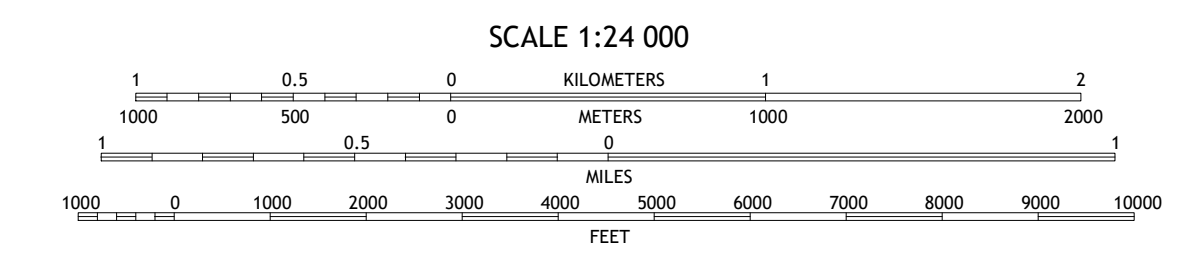 SCALE 1:24 000
1 0.5 0 KILOMETERS 1 2
1000 500 0 METERS 1000 2000
1 0.5 0 1
MILES
1000 0 1000 2000 3000 4000 5000 6000 7000 8000 9000 10000
FEET